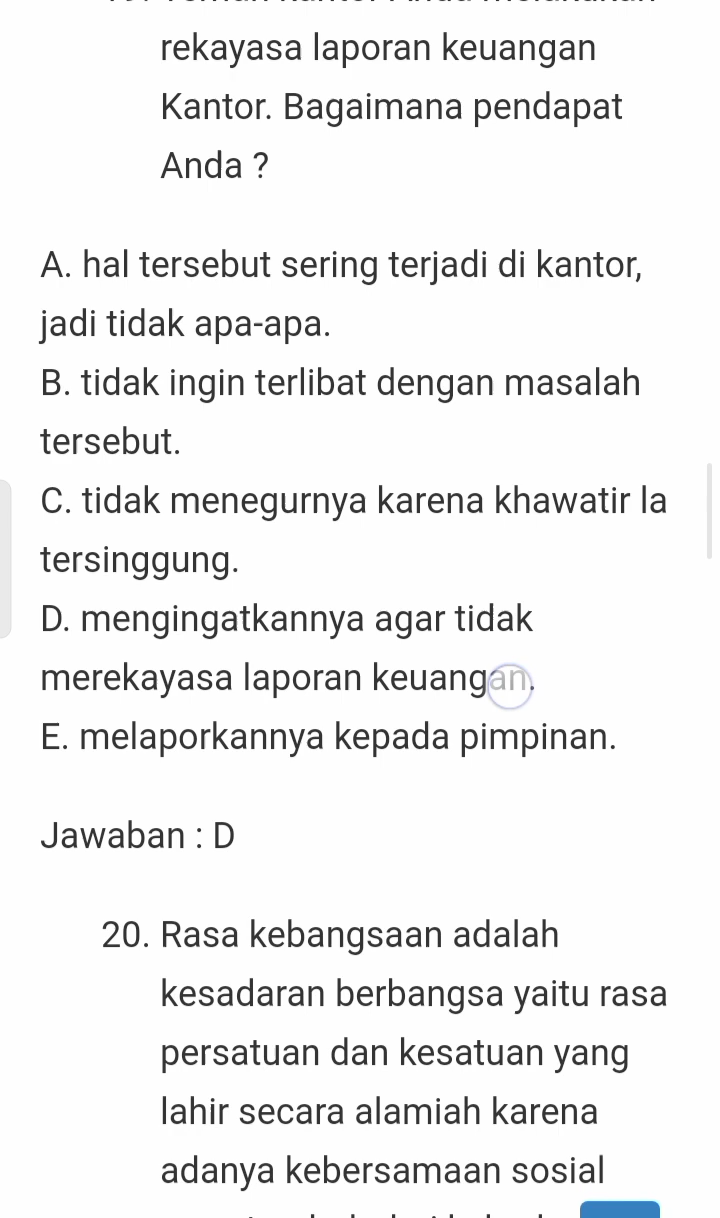 rekayasa laporan keuangan
Kantor. Bagaimana pendapat
Anda ?
A. hal tersebut sering terjadi di kantor,
jadi tidak apa-apa.
B. tidak ingin terlibat dengan masalah
tersebut.
C. tidak menegurnya karena khawatir la
tersinggung.
D. mengingatkannya agar tidak
merekayasa laporan keuangan.
E. melaporkannya kepada pimpinan.
Jawaban : D
20. Rasa kebangsaan adalah
kesadaran berbangsa yaitu rasa
persatuan dan kesatuan yang
lahir secara alamiah karena
adanya kebersamaan sosial